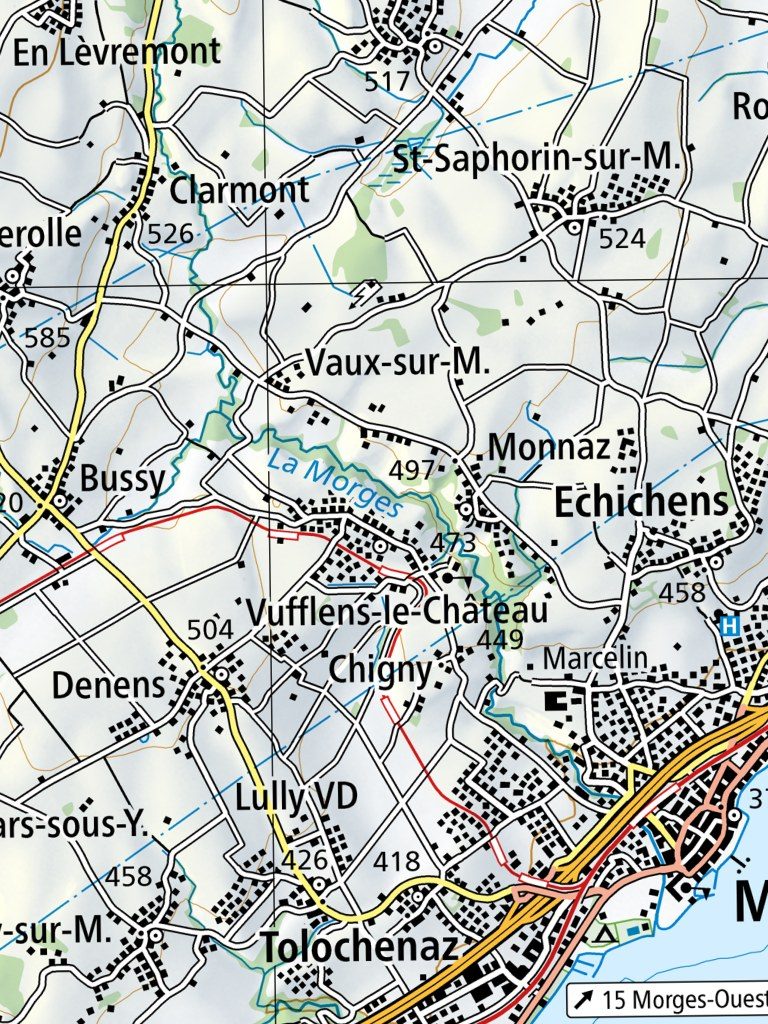 En Lèvremont
517
Ro
St-Saphorin-sur-M.
Clarmont
erolle
526
524
585
Vaux-sur-M.
Monnaz
497
Bussy
La Morges
Echichens
20
473
458
Vufflens-le-Château
H
504
449
Chigny
Marcelin
Denens
Lully VD
37
ars-sous-Y.
426
418
458
M
y-sur-M.
Tolochenaz
15 Morges-Ouest